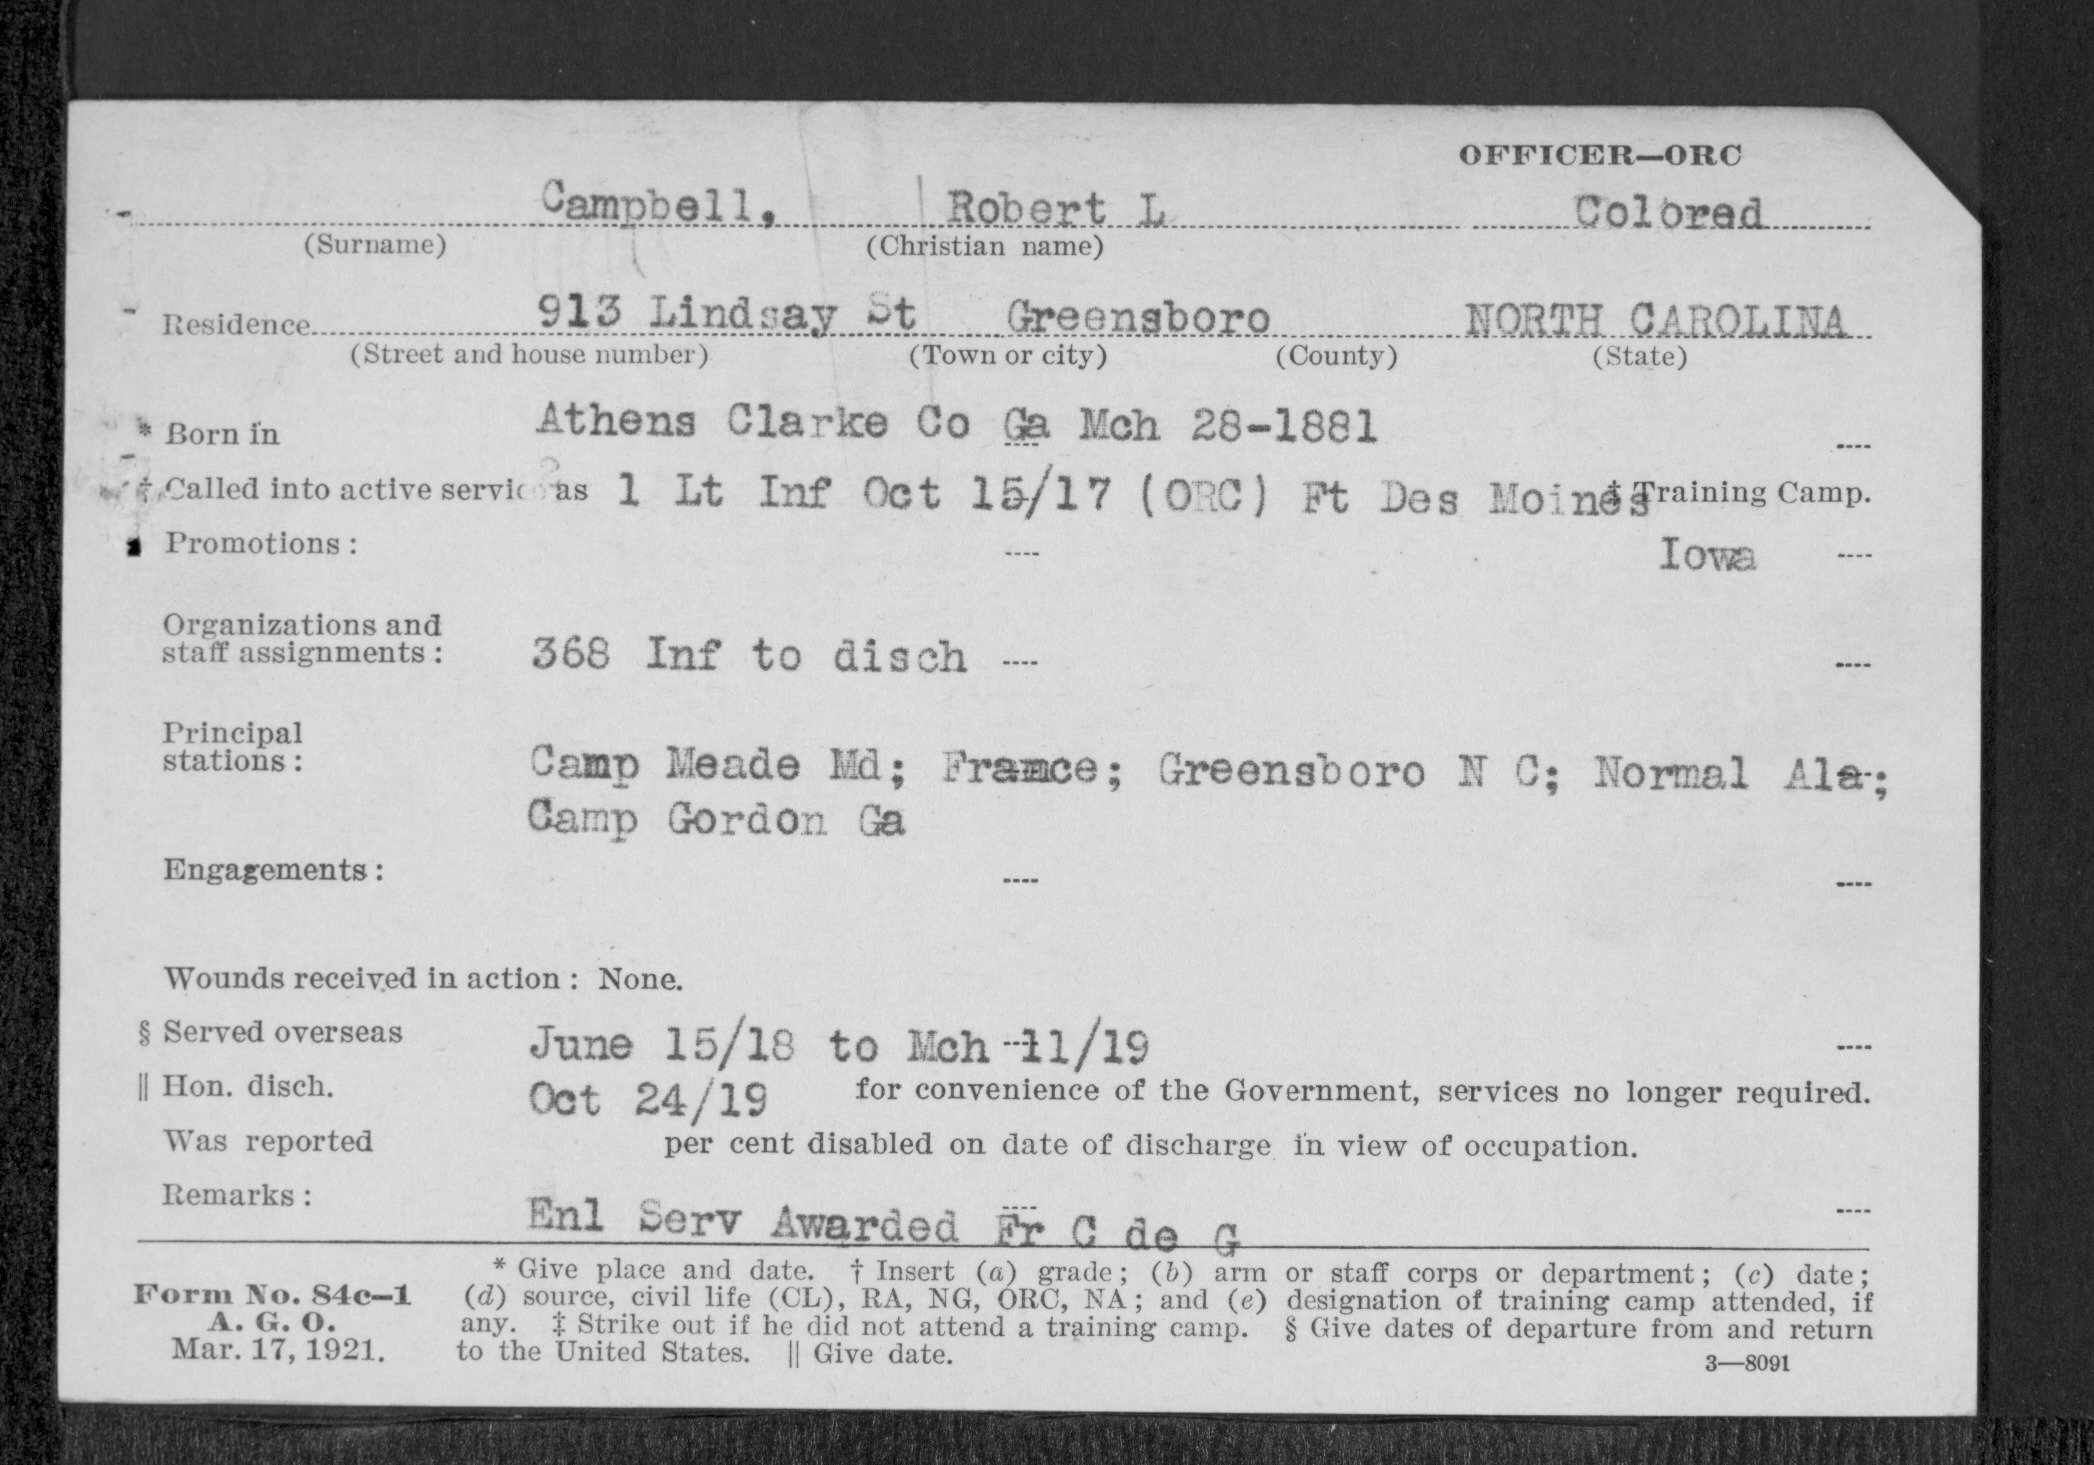 OFFICER—ORC
Campbell, Robert L Colored
(Surname) (Christian name)
Residence 913 Lindsay St Greensboro NORTH CAROLINA
(Street and house number) (Town or city) (County) (State)
* Born in Athens Clarke Co Ga Mch 28-1881
† Called into active service as 1 Lt Inf Oct 15/17 (ORC) Ft Des Moines ‡ Training Camp.
Promotions: Iowa
Organizations and
staff assignments: 368 Inf to disch
Principal
stations: Camp Meade Md; France; Greensboro N C; Normal Ala;
Camp Gordon Ga
Engagements:
Wounds received in action: None.
§ Served overseas June 15/18 to Mch 11/19
|| Hon. disch. Oct 24/19 for convenience of the Government, services no longer required.
Was reported per cent disabled on date of discharge in view of occupation.
Remarks: Enl Serv Awarded Fr C de G
Form No. 84c—1
A. G. O.
Mar. 17, 1921.
* Give place and date. † Insert (a) grade; (b) arm or staff corps or department; (c) date;
(d) source, civil life (CL), RA, NG, ORC, NA; and (e) designation of training camp attended, if
any. ‡ Strike out if he did not attend a training camp. § Give dates of departure from and return
to the United States. || Give date.
3—8091